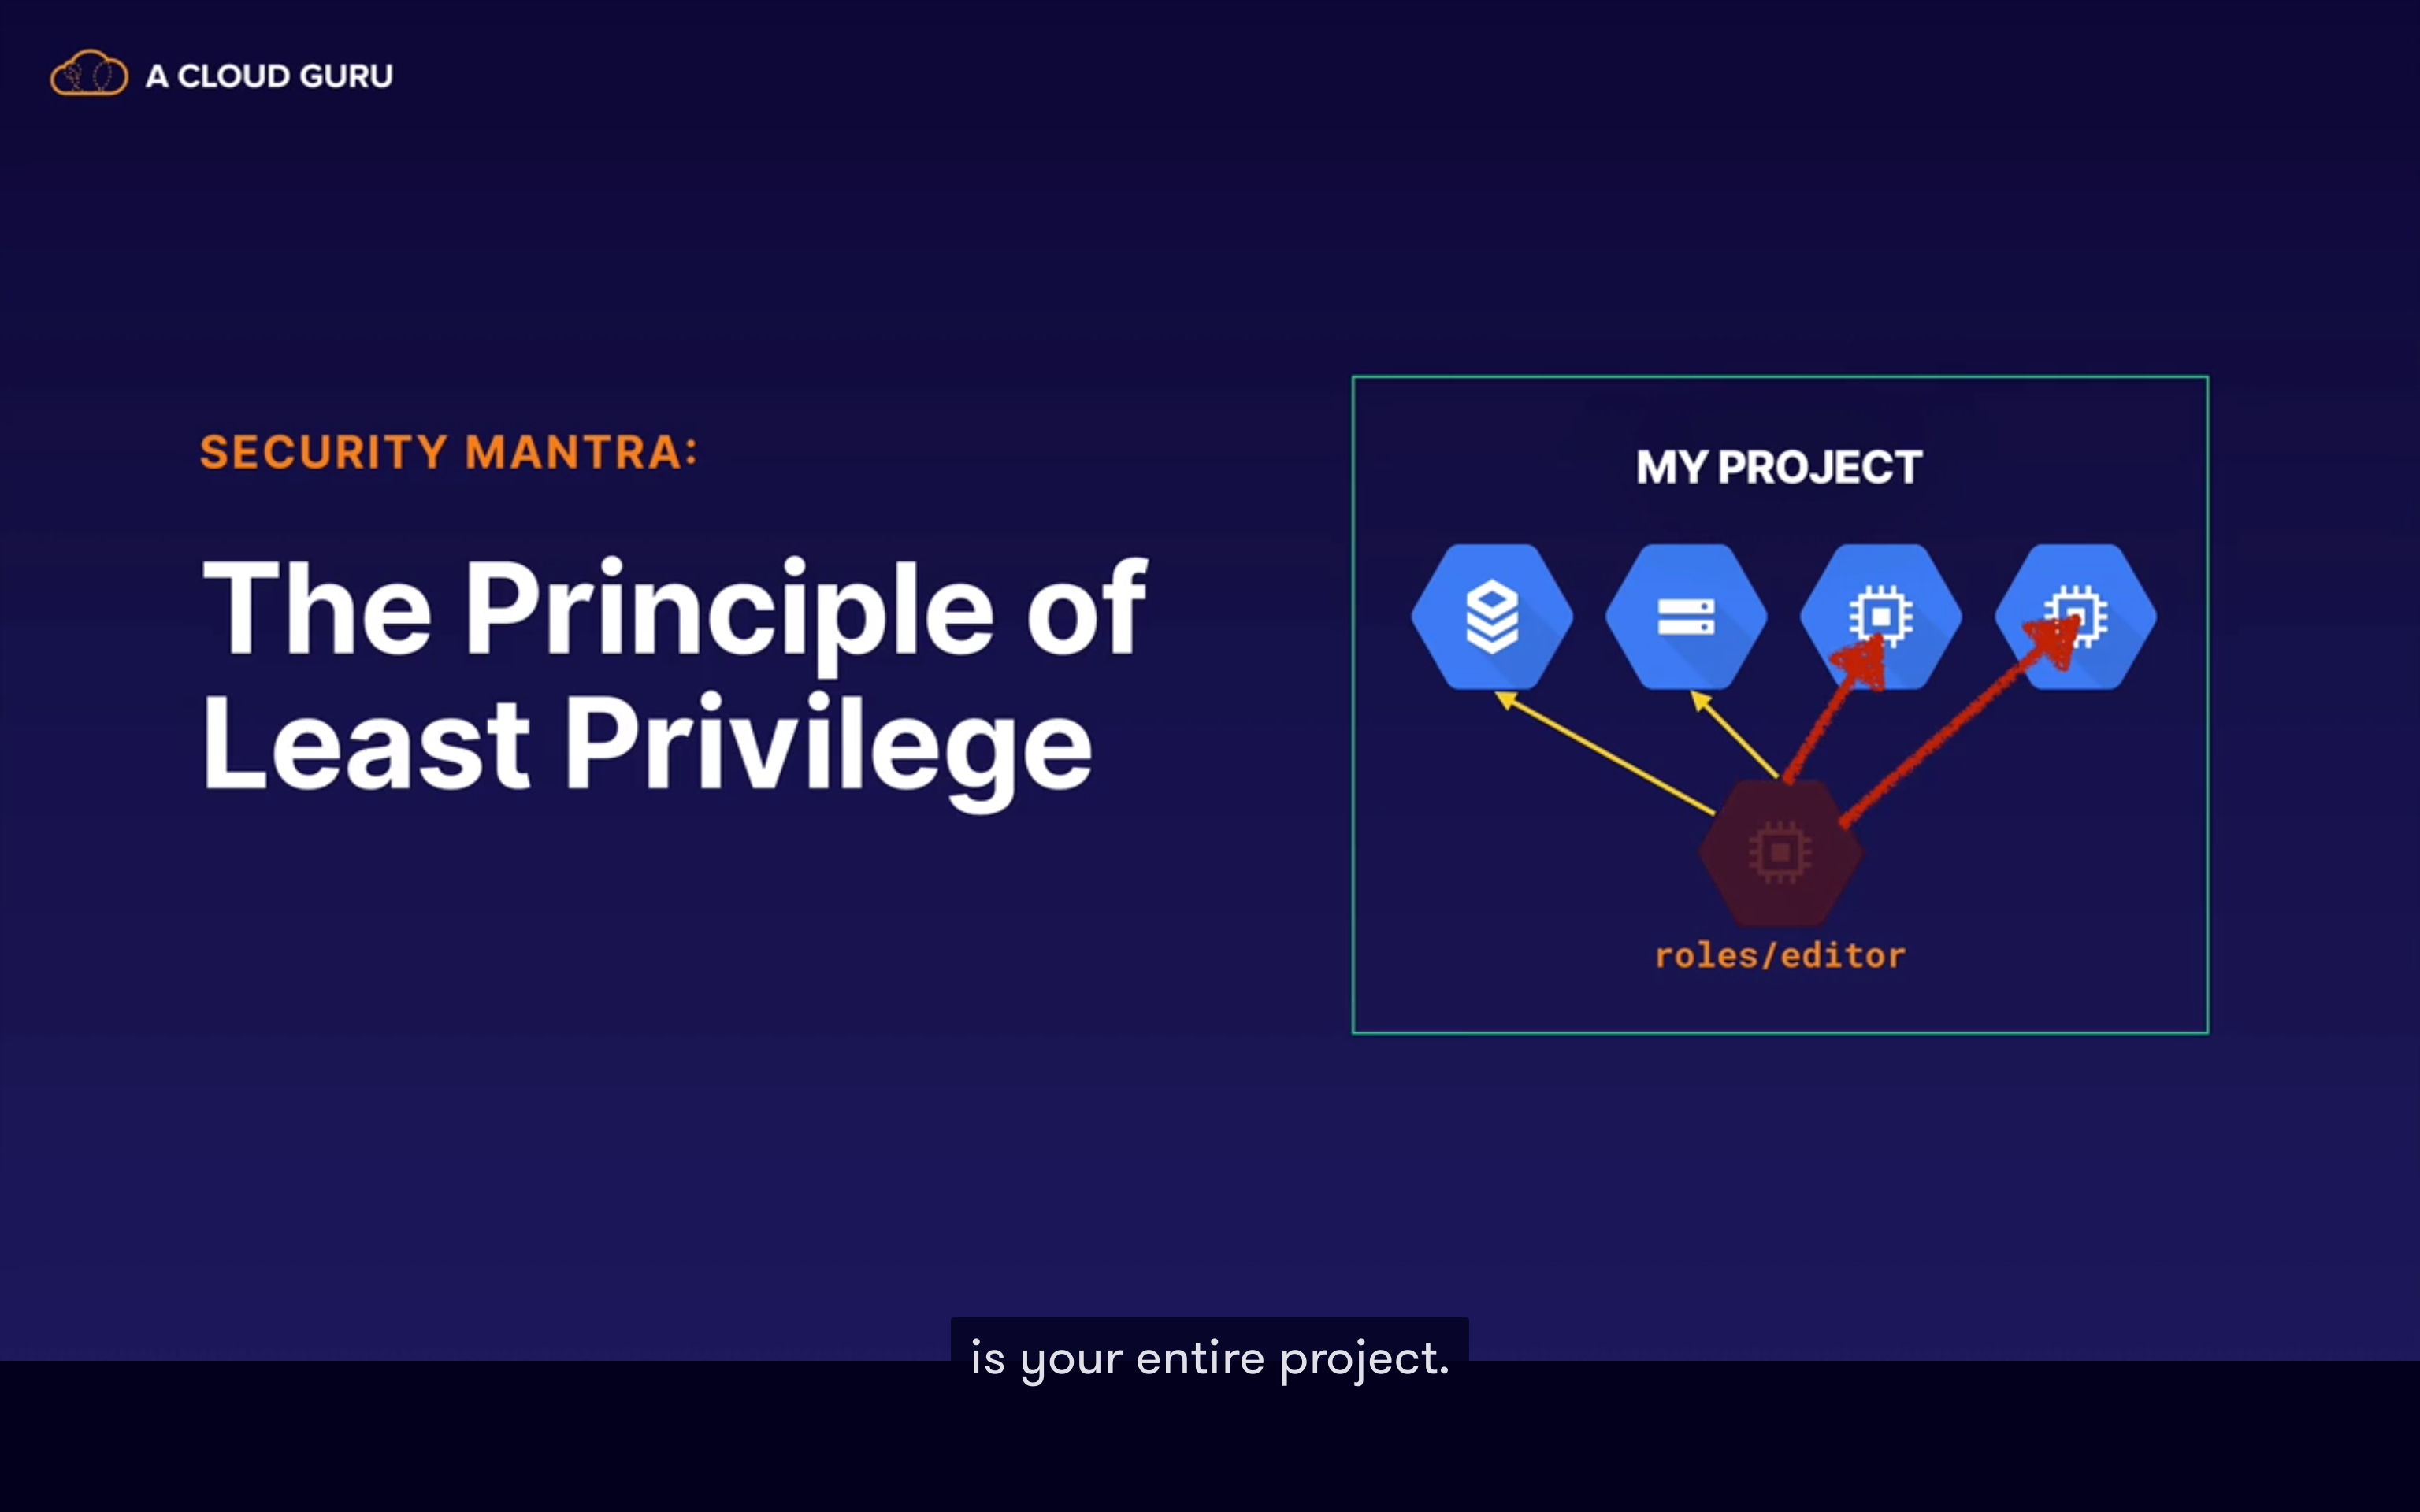 A CLOUD GURU
SECURITY MANTRA:
The Principle of
Least Privilege
MY PROJECT
roles/editor
is your entire project.